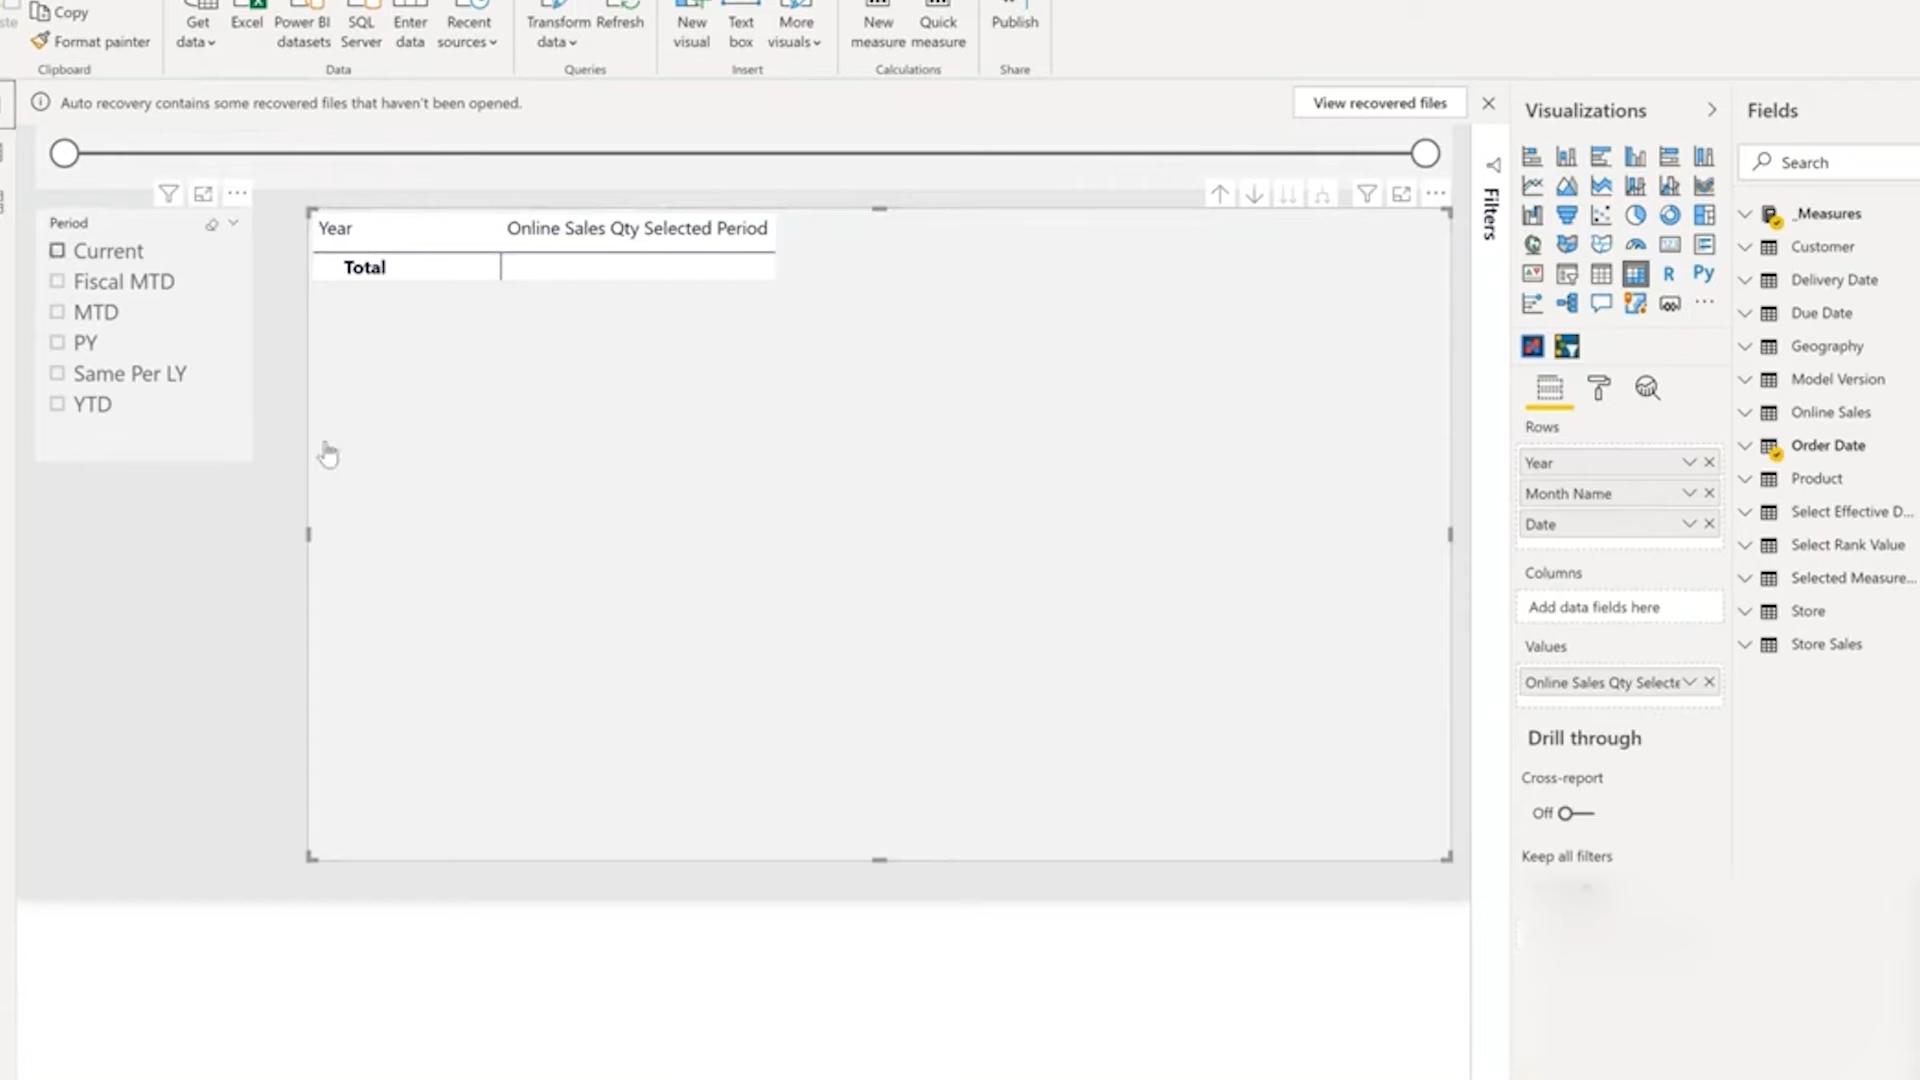 Copy
Format painter
Clipboard
Get data
Excel
Power BI datasets
SQL Server
Enter data
Recent sources
Data
Transform data
Refresh
Queries
New visual
Text box
More visuals
Insert
New measure
Quick measure
Calculations
Publish
Share
Auto recovery contains some recovered files that haven't been opened.
View recovered files
Period
Current
Fiscal MTD
MTD
PY
Same Per LY
YTD
Year Online Sales Qty Selected Period
Total
Filters
Visualizations
R
Py
Rows
Year
Month Name
Date
Columns
Add data fields here
Values
Online Sales Qty Selecte
Drill through
Cross-report
Off
Keep all filters
Fields
Search
_Measures
Customer
Delivery Date
Due Date
Geography
Model Version
Online Sales
Order Date
Product
Select Effective D...
Select Rank Value
Selected Measure...
Store
Store Sales